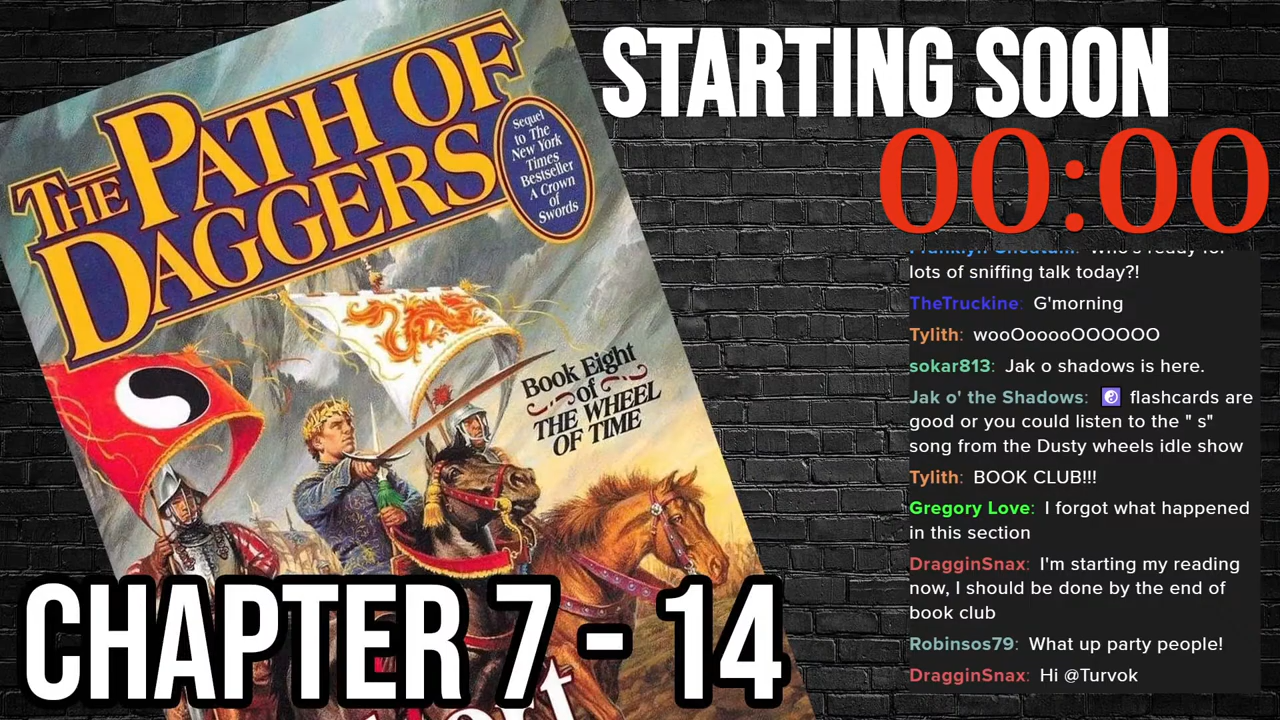 THE PATH OF
DAGGERS
Sequel
to The
New York
Times
Bestseller
A Crown
of
Swords
Book Eight
of
THE WHEEL
OF TIME
CHAPTER 7 - 14
STARTING SOON
00:00
lots of sniffing talk today?!
TheTruckine: G'morning
Tylith: wooOooooOOOOOO
sokar813: Jak o shadows is here.
Jak o' the Shadows: flashcards are
good or you could listen to the " s"
song from the Dusty wheels idle show
Tylith: BOOK CLUB!!!
Gregory Love: I forgot what happened
in this section
DragginSnax: I'm starting my reading
now, I should be done by the end of
book club
Robinsos79: What up party people!
DragginSnax: Hi @Turvok